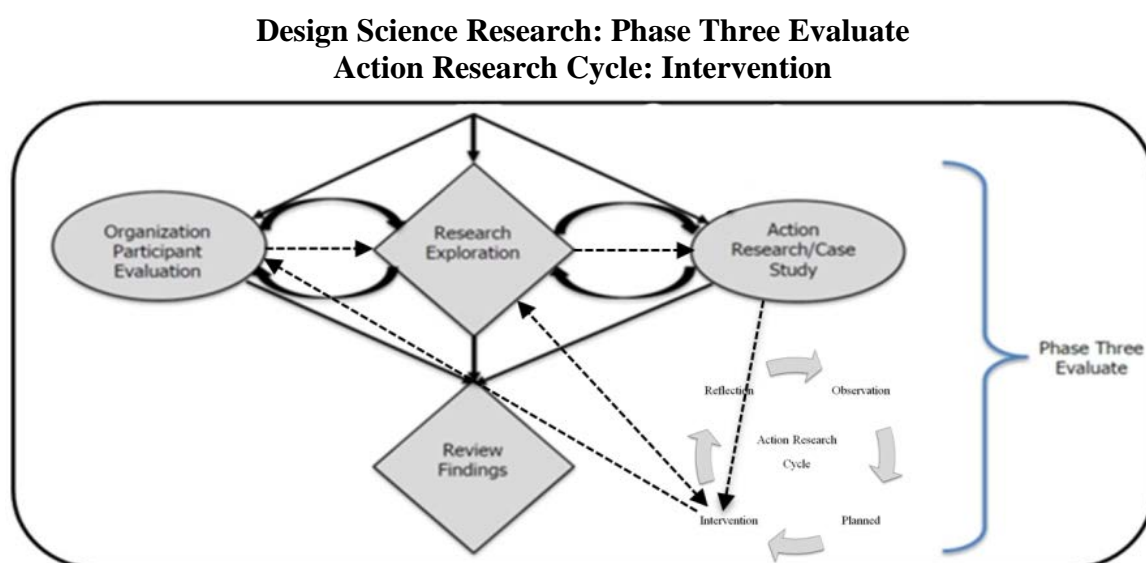 Design Science Research: Phase Three Evaluate
Action Research Cycle: Intervention
Organization
Participant
Evaluation
Research
Exploration
Action
Research/Case
Study
Phase Three
Evaluate
Reflection
Observation
Action Research
Cycle
Review
Findings
Intervention
Planned